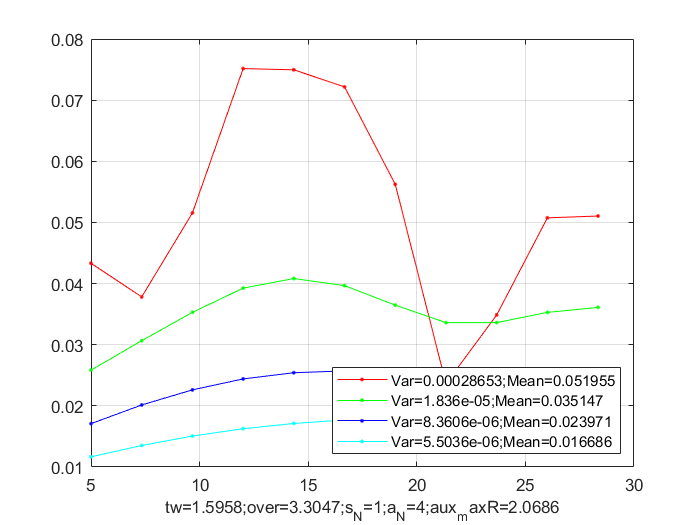 0.08
0.07
0.06
0.05
0.04
0.03
0.02
0.01
Var=0.00028653;Mean=0.051955
Var=1.836e-05;Mean=0.035147
Var=8.3606e-06;Mean=0.023971
Var=5.5036e-06;Mean=0.016686
5 10 15 20 25 30
tw=1.5958;over=3.3047;s_N=1;a_N=4;aux_maxR=2.0686